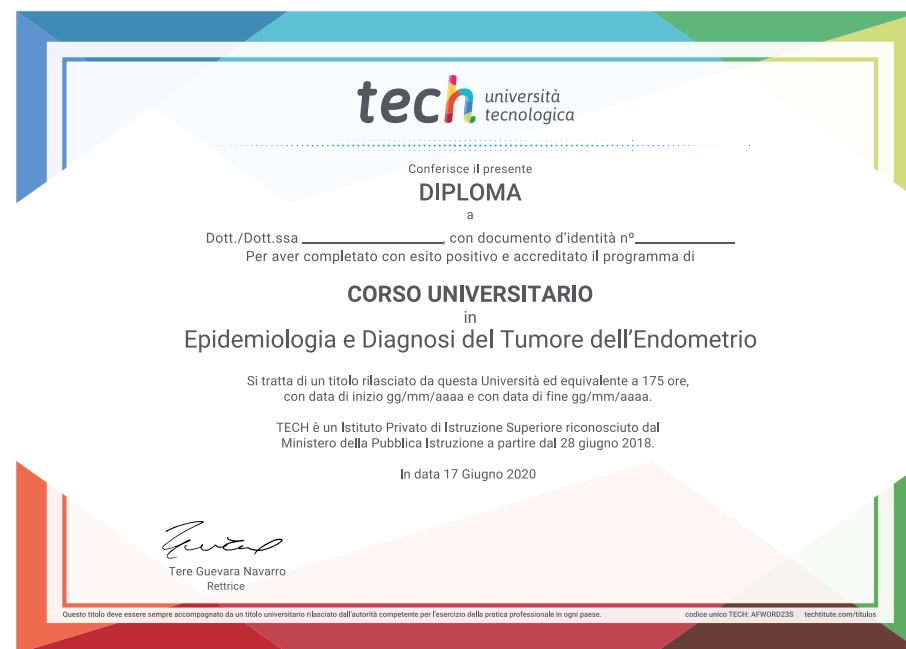 tech università
tecnologica
Conferisce il presente
DIPLOMA
a
Dott./Dott.ssa ________________, con documento d'identità nº____________
Per aver completato con esito positivo e accreditato il programma di
CORSO UNIVERSITARIO
in
Epidemiologia e Diagnosi del Tumore dell'Endometrio
Si tratta di un titolo rilasciato da questa Università ed equivalente a 175 ore,
con data di inizio gg/mm/aaaa e con data di fine gg/mm/aaaa.
TECH è un Istituto Privato di Istruzione Superiore riconosciuto dal
Ministero della Pubblica Istruzione a partire dal 28 giugno 2018.
In data 17 Giugno 2020
Tere Guevara Navarro
Rettrice
Questo titolo deve essere sempre accompagnato da un titolo universitario rilasciato dall'autorità competente per l'esercizio della pratica professionale in ogni paese. codice unico TECH: AFWORD23S techtitute.com/titulos